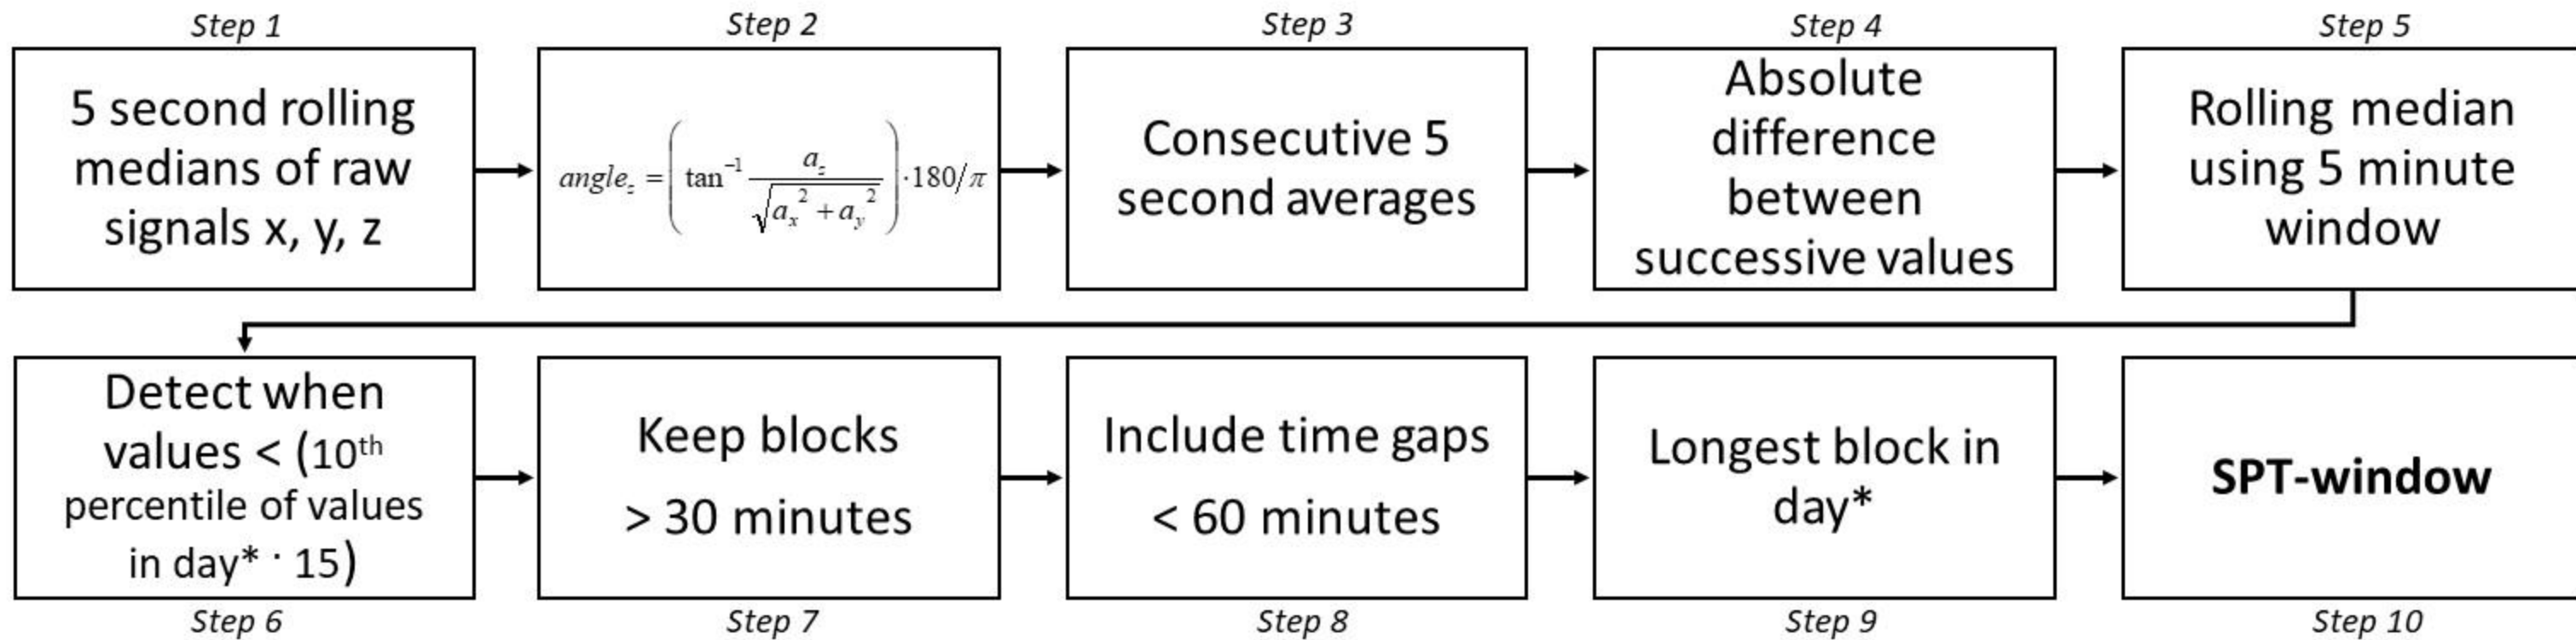 Step 1
5 second rolling
medians of raw
signals x, y, z
Step 2
angle_z = ( tan^-1 a_z / √(a_x^2 + a_y^2) ) · 180/π
Step 3
Consecutive 5
second averages
Step 4
Absolute
difference
between
successive values
Step 5
Rolling median
using 5 minute
window
Detect when
values < (10th
percentile of values
in day* · 15)
Step 6
Keep blocks
> 30 minutes
Step 7
Include time gaps
< 60 minutes
Step 8
Longest block in
day*
Step 9
SPT-window
Step 10